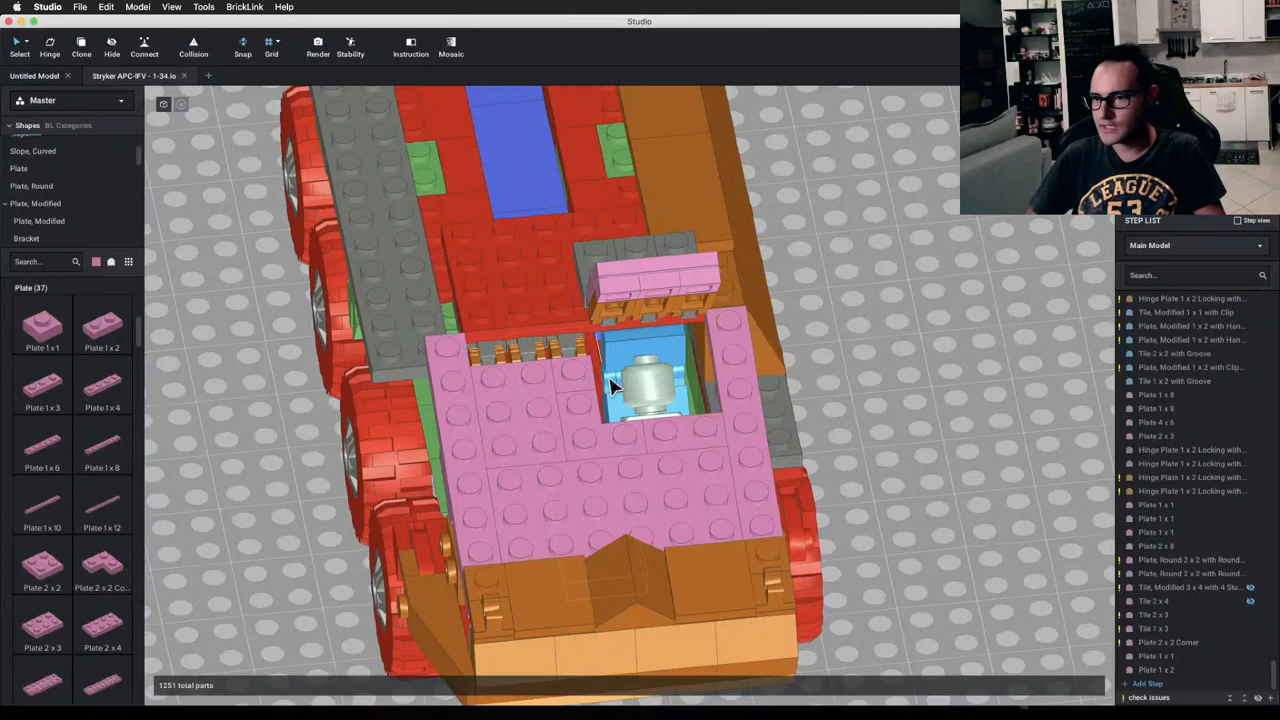 Studio File Edit Model View Tools BrickLink Help
Studio
Select Hinge Clone Hide Connect Collision Snap Grid Render Stability Instruction Mosaic
Untitled Model Stryker APC-IFV - 1-34.io
Master
Shapes BL Categories
Slope, Curved
Plate
Plate, Round
Plate, Modified
Plate, Modified
Bracket
Search...
Plate (37)
Plate 1 x 1 Plate 1 x 2
Plate 1 x 3 Plate 1 x 4
Plate 1 x 6 Plate 1 x 8
Plate 1 x 10 Plate 1 x 12
Plate 2 x 2 Plate 2 x 2 Co...
Plate 2 x 3 Plate 2 x 4
1251 total parts
LEAGUE
53
STEP LIST Step view
Main Model
Search...
Hinge Plate 1 x 2 Locking with...
Tile, Modified 1 x 1 with Clip
Plate, Modified 1 x 2 with Han...
Plate, Modified 1 x 2 with Han...
Tile 2 x 2 with Groove
Plate, Modified 1 x 2 with Clip...
Tile 1 x 2 with Groove
Plate 1 x 8
Plate 1 x 8
Plate 4 x 6
Plate 2 x 3
Hinge Plate 1 x 2 Locking with...
Hinge Plate 1 x 2 Locking with...
Hinge Plate 1 x 2 Locking with...
Hinge Plate 1 x 2 Locking with...
Plate 1 x 1
Plate 1 x 1
Plate 1 x 1
Plate 2 x 8
Plate, Round 2 x 2 with Round...
Plate, Round 2 x 2 with Round...
Tile, Modified 3 x 4 with 4 Stu...
Tile 2 x 4
Tile 2 x 3
Tile 1 x 3
Plate 2 x 2 Corner
Plate 1 x 1
Plate 1 x 2
+ Add Step
check issues